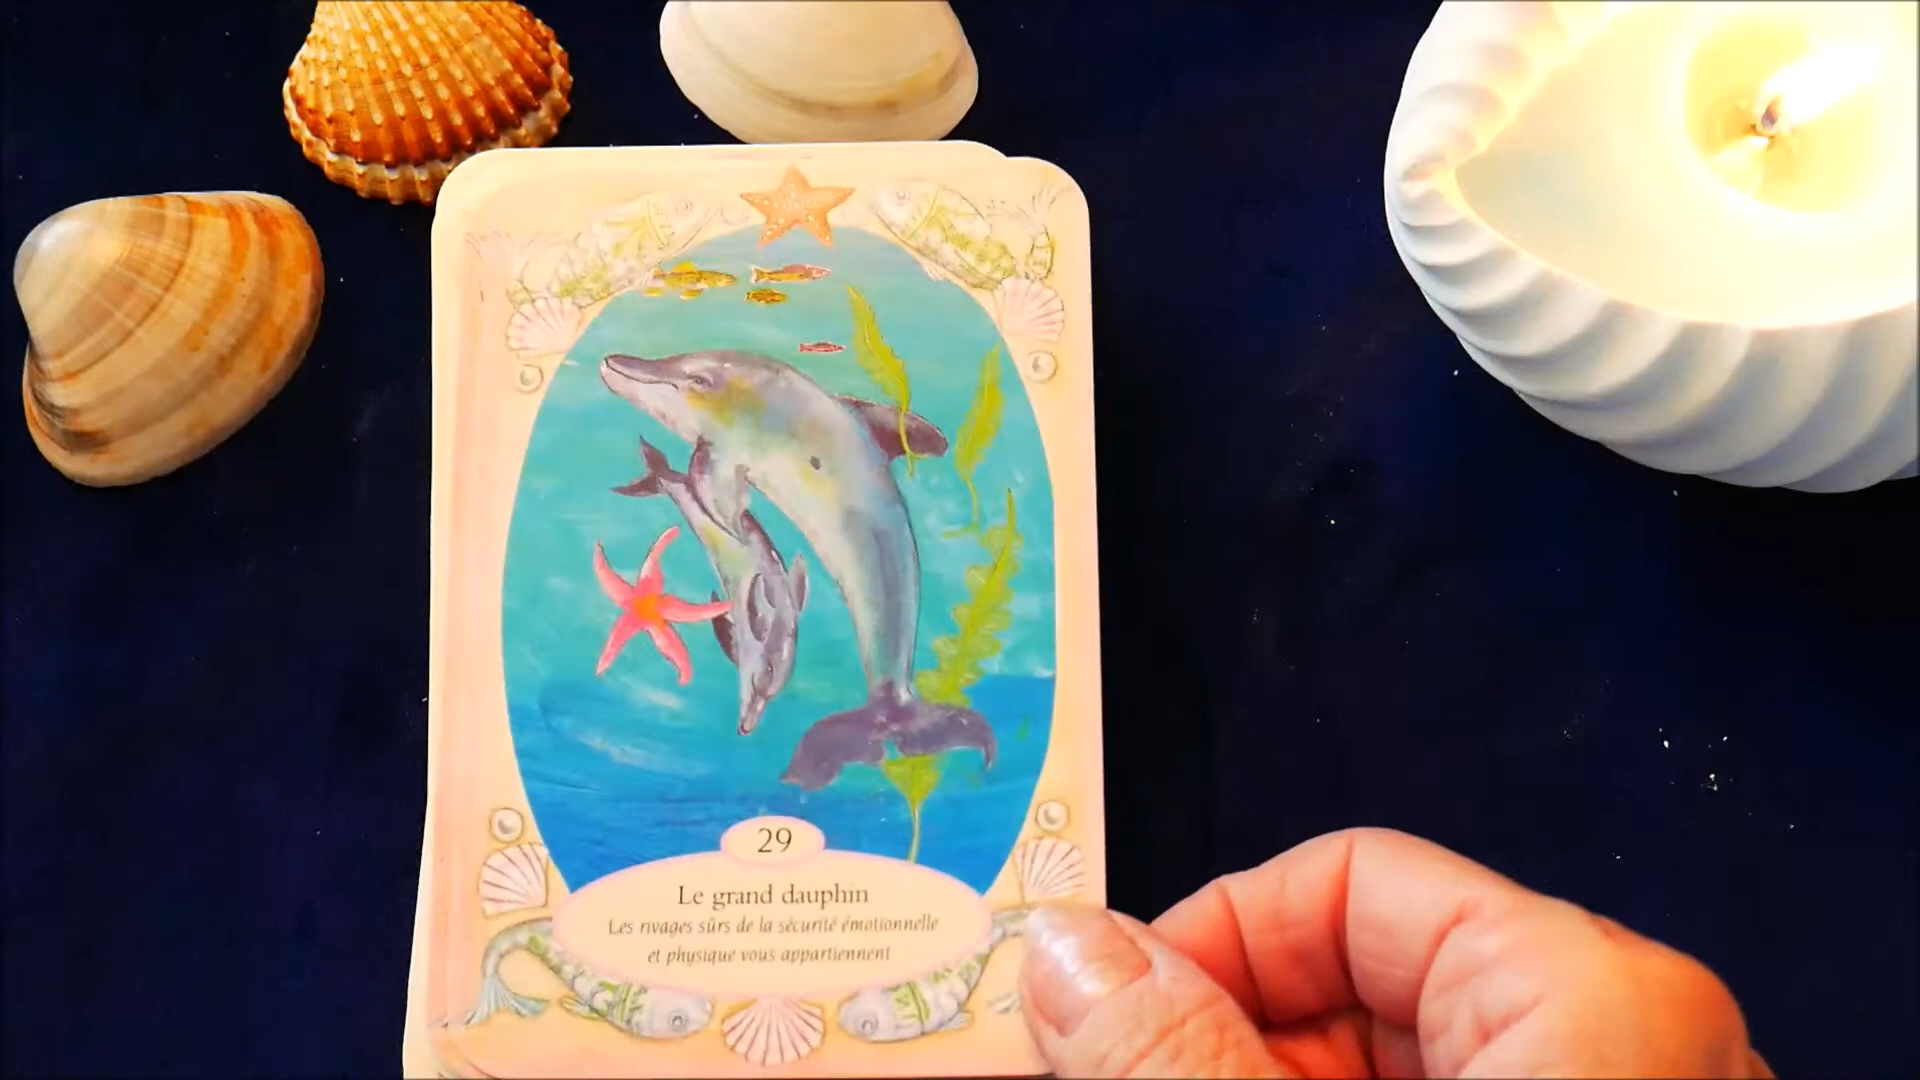 29
Le grand dauphin
Les rivages sûrs de la sécurité émotionnelle
et physique vous appartiennent